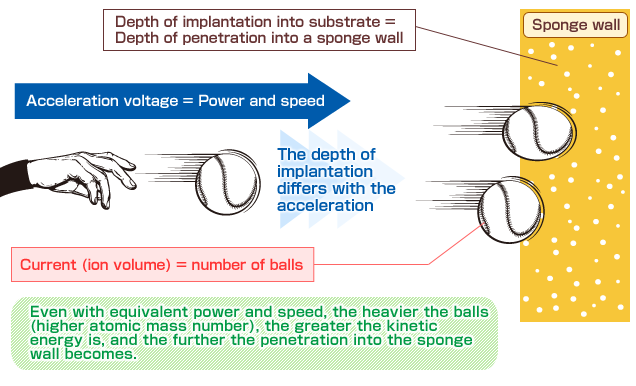 Depth of implantation into substrate =
Depth of penetration into a sponge wall
Sponge wall
Acceleration voltage = Power and speed
The depth of
implantation
differs with the
acceleration
Current (ion volume) = number of balls
Even with equivalent power and speed, the heavier the balls
(higher atomic mass number), the greater the kinetic
energy is, and the further the penetration into the sponge
wall becomes.